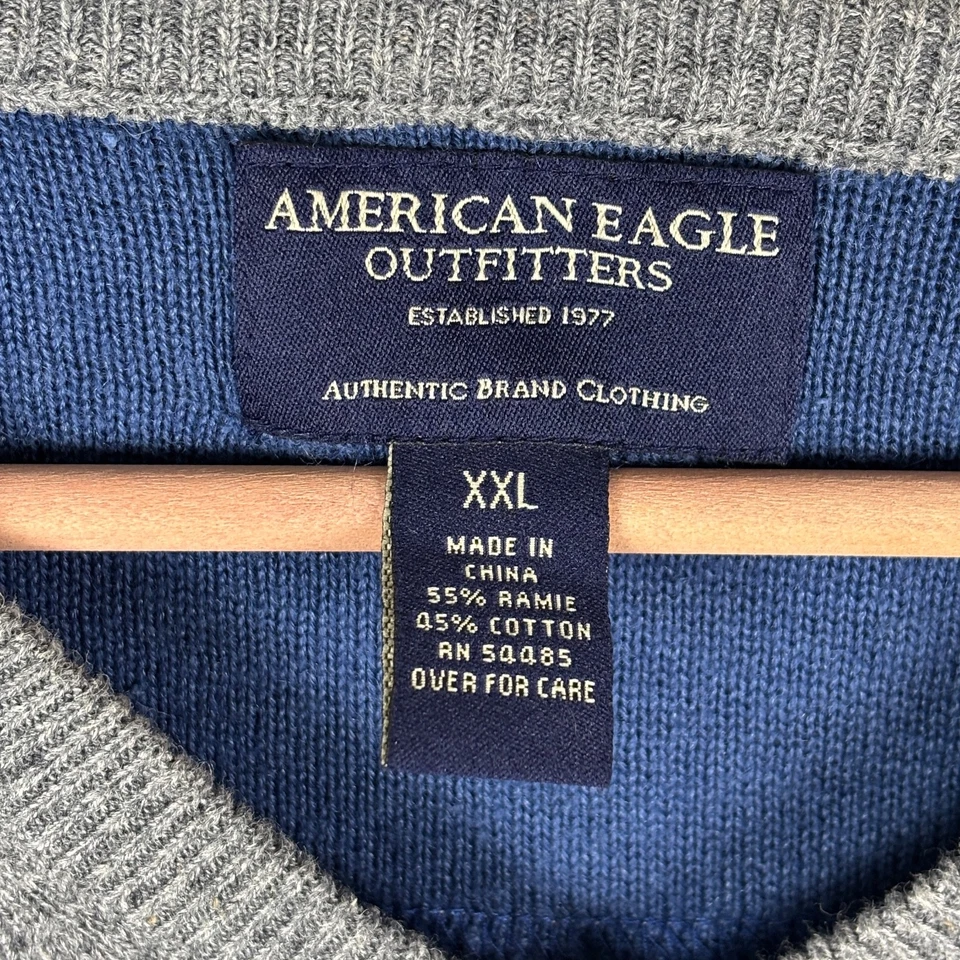 AMERICAN EAGLE
OUTFITTERS
ESTABLISHED 1977
AUTHENTIC BRAND CLOTHING
XXL
MADE IN
CHINA
55% RAMIE
45% COTTON
RN 54485
OVER FOR CARE